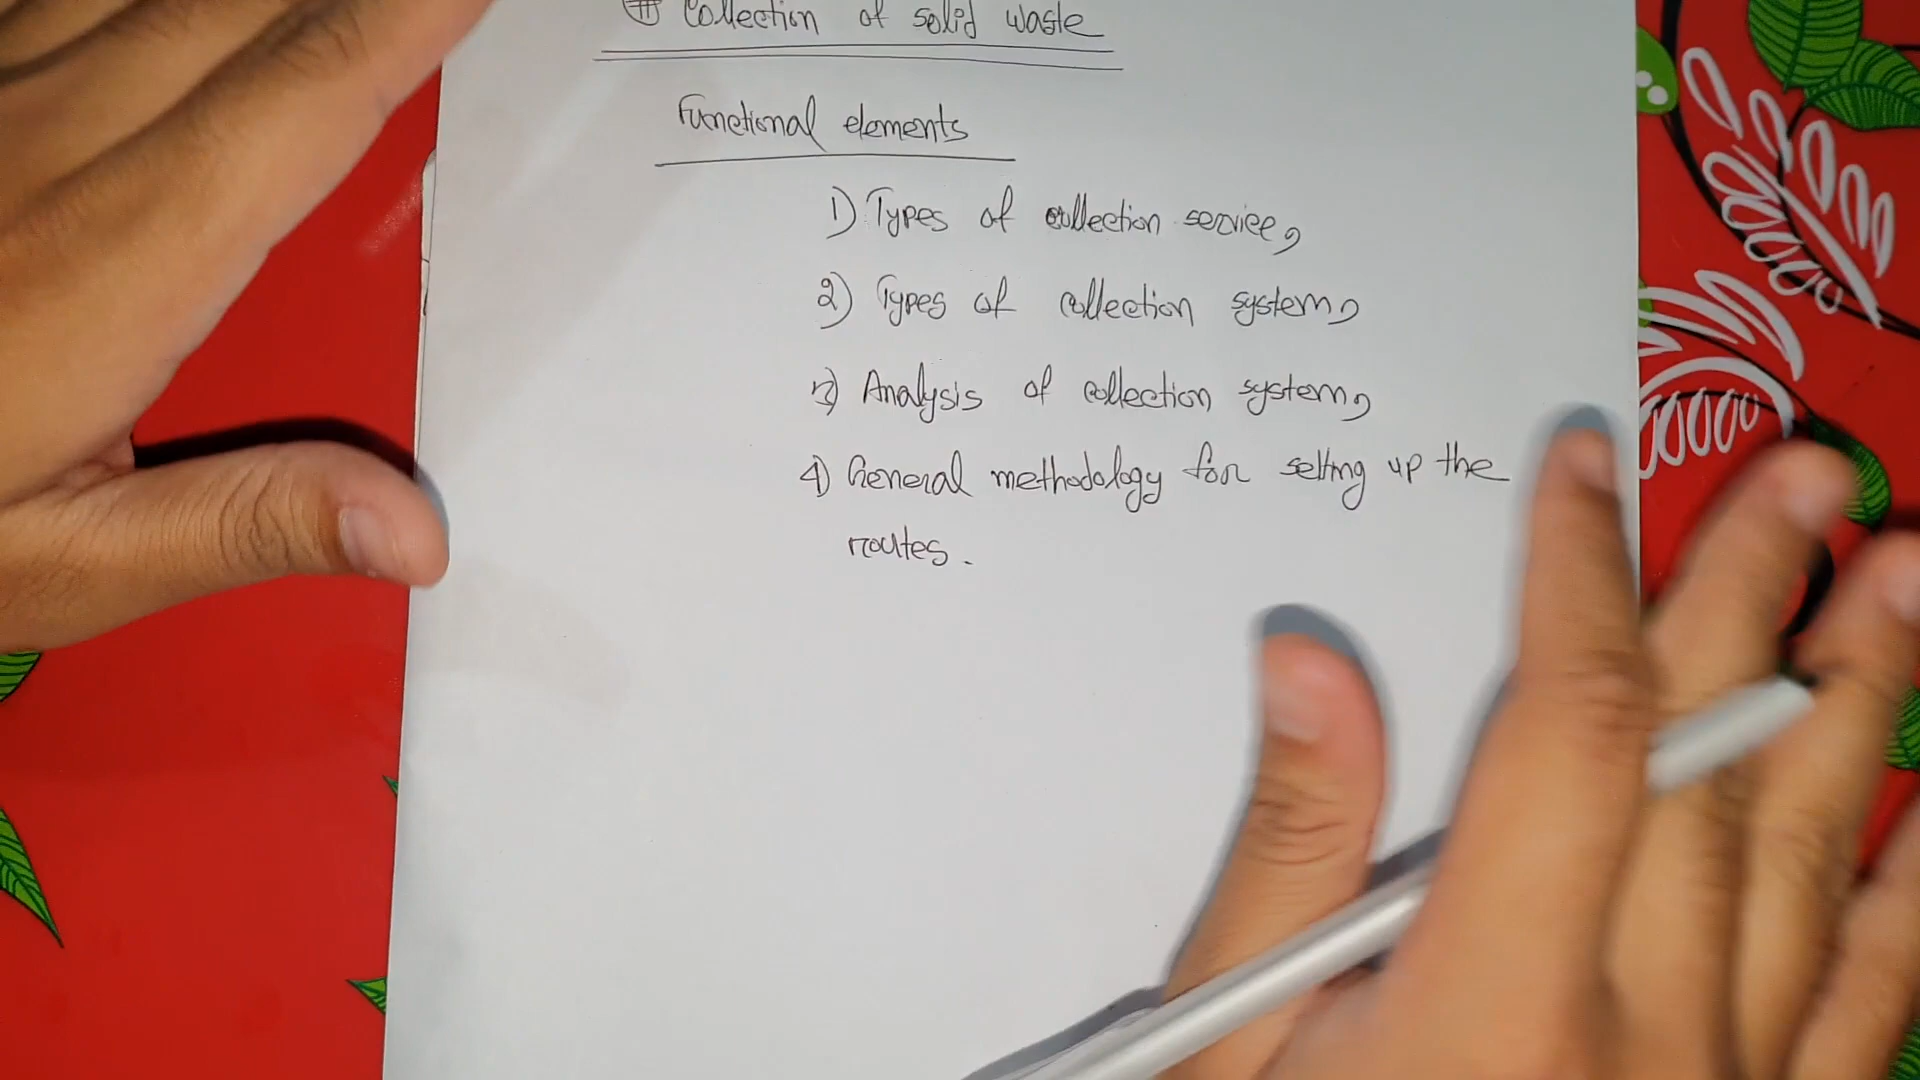 # Collection of solid waste
Functional elements
1) Types of collection service,
2) Types of collection system,
3) Analysis of collection system,
4) General methodology for setting up the
routes.